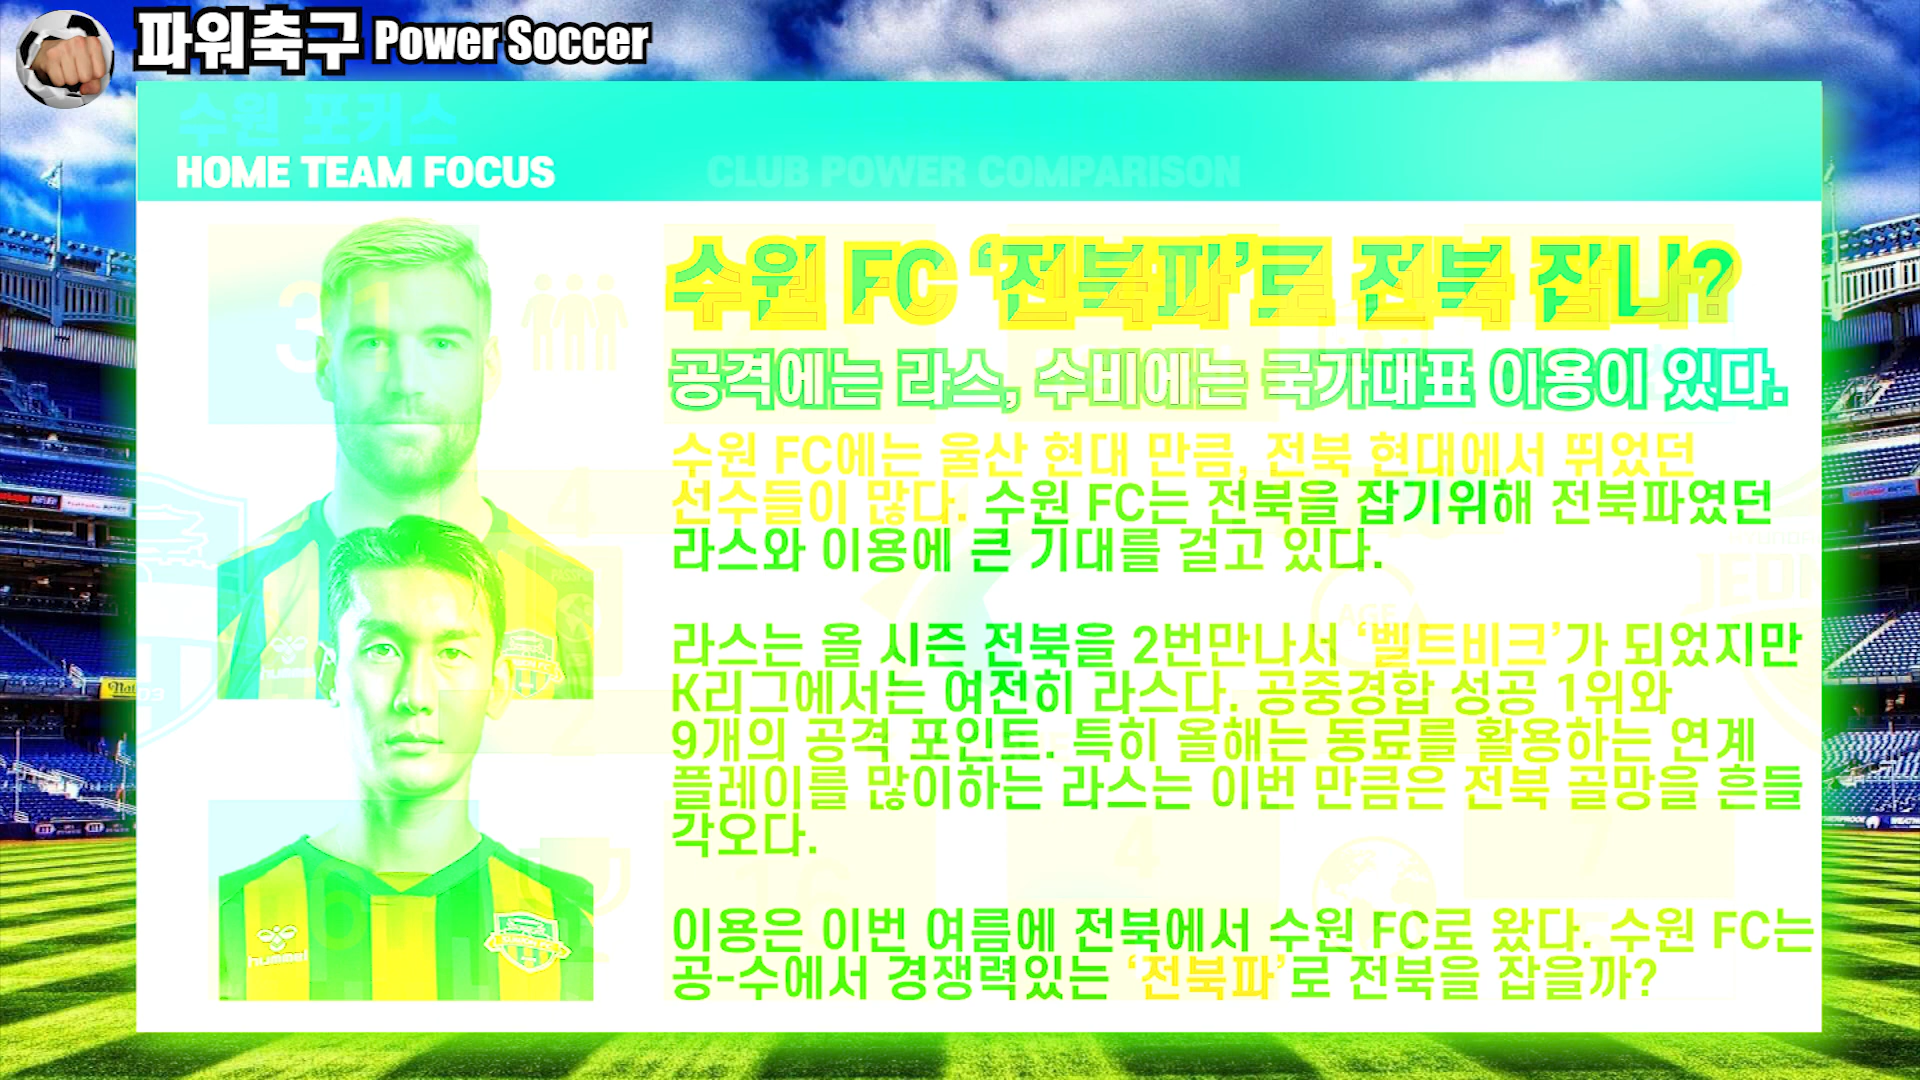 파워축구 Power Soccer
수원 포커스
HOME TEAM FOCUS
CLUB POWER COMPARISON
31
수원 FC ‘전북파’로 전북 잡나?
공격에는 라스, 수비에는 국가대표 이용이 있다.
수원 FC에는 울산 현대 만큼, 전북 현대에서 뛰었던
선수들이 많다. 수원 FC는 전북을 잡기위해 전북파였던
라스와 이용에 큰 기대를 걸고 있다.
라스는 올 시즌 전북을 2번만나서 ‘벨트비크’가 되었지만
K리그에서는 여전히 라스다. 공중경합 성공 1위와
9개의 공격 포인트. 특히 올해는 동료를 활용하는 연계
플레이를 많이하는 라스는 이번 만큼은 전북 골망을 흔들
각오다.
이용은 이번 여름에 전북에서 수원 FC로 왔다. 수원 FC는
공-수에서 경쟁력있는 ‘전북파’로 전북을 잡을까?
4
PASSPORT
AGE
JEON
hummel
hummel
SUWON FC
16
4
7